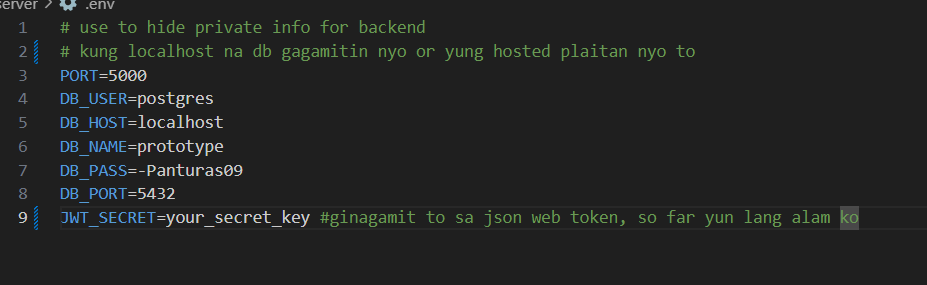 server > .env
1 # use to hide private info for backend
2 # kung localhost na db gagamitin nyo or yung hosted plaitan nyo to
3 PORT=5000
4 DB_USER=postgres
5 DB_HOST=localhost
6 DB_NAME=prototype
7 DB_PASS=-Panturas09
8 DB_PORT=5432
9 JWT_SECRET=your_secret_key #ginagamit to sa json web token, so far yun lang alam ko